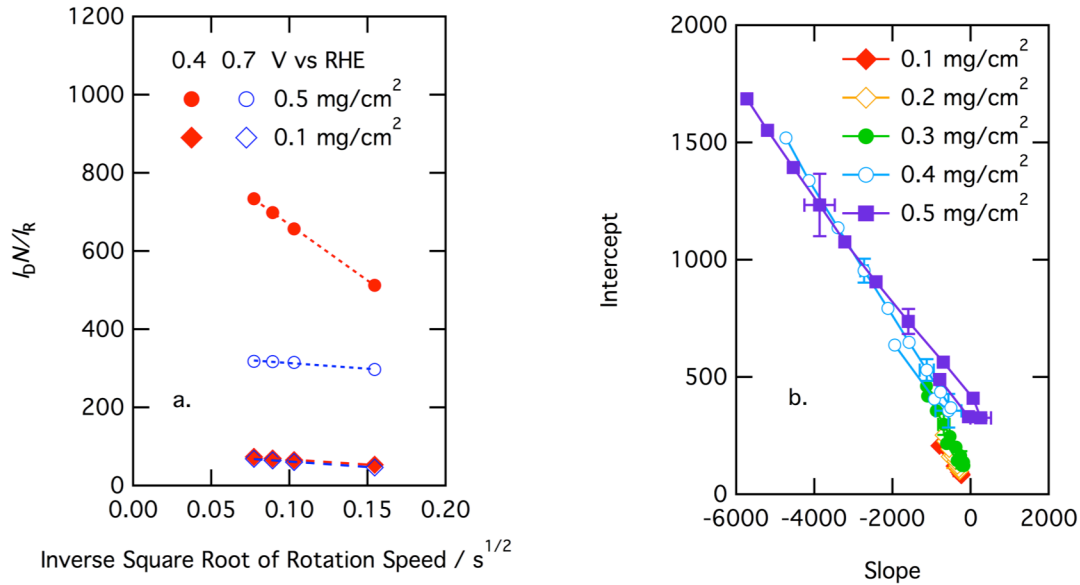 1200
1000
800
600
400
200
0
0.00
0.05
0.10
0.15
0.20
I_D N/I_R
Inverse Square Root of Rotation Speed / s^{1/2}
0.4 0.7 V vs RHE
0.5 mg/cm²
0.1 mg/cm²
a.
2000
1500
1000
500
0
-6000
-4000
-2000
0
2000
Intercept
Slope
0.1 mg/cm²
0.2 mg/cm²
0.3 mg/cm²
0.4 mg/cm²
0.5 mg/cm²
b.